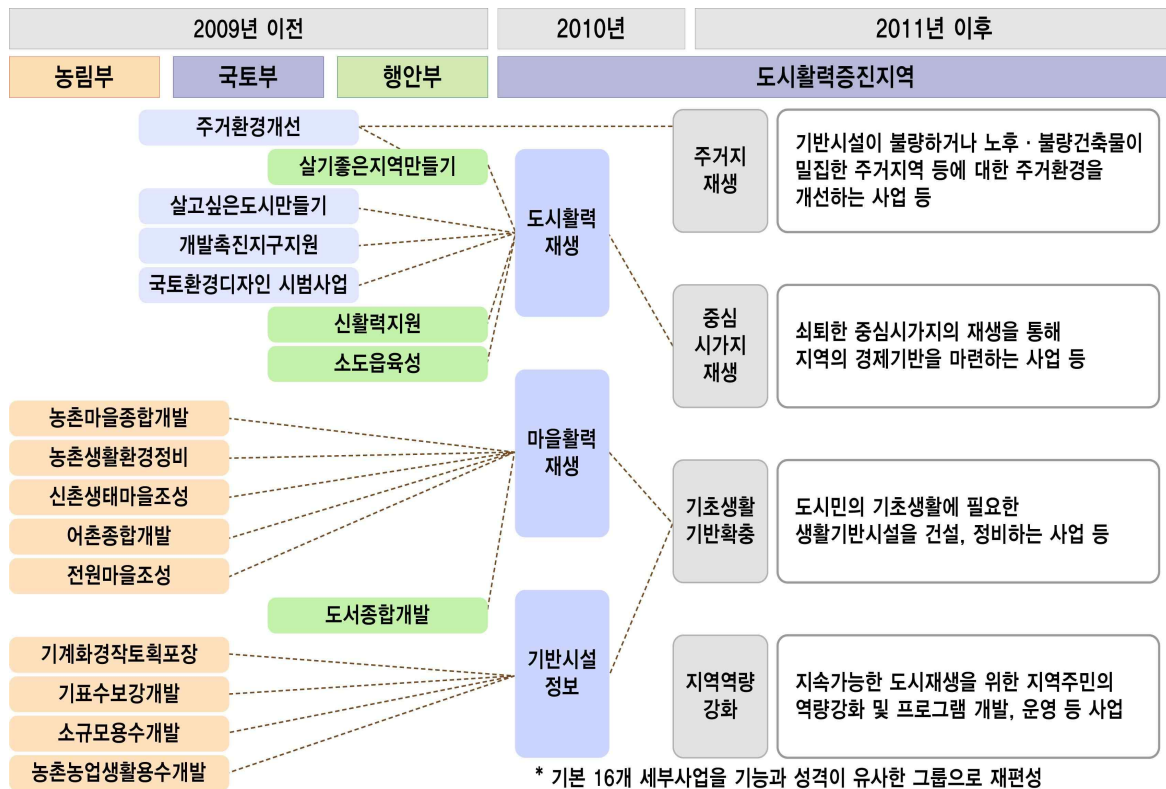 2009년 이전
2010년
2011년 이후
농림부
국토부
행안부
도시활력증진지역
주거환경개선
살기좋은지역만들기
살고싶은도시만들기
개발촉진지구지원
국토환경디자인 시범사업
신활력지원
소도읍육성
농촌마을종합개발
농촌생활환경정비
신촌생태마을조성
어촌종합개발
전원마을조성
도서종합개발
기계화경작토획포장
기표수보강개발
소규모용수개발
농촌농업생활용수개발
도시활력
재생
마을활력
재생
기반시설
정보
주거지
재생
기반시설이 불량하거나 노후 · 불량건축물이
밀집한 주거지역 등에 대한 주거환경을
개선하는 사업 등
중심
시가지
재생
쇠퇴한 중심시가지의 재생을 통해
지역의 경제기반을 마련하는 사업 등
기초생활
기반확충
도시민의 기초생활에 필요한
생활기반시설을 건설, 정비하는 사업 등
지역역량
강화
지속가능한 도시재생을 위한 지역주민의
역량강화 및 프로그램 개발, 운영 등 사업
* 기본 16개 세부사업을 기능과 성격이 유사한 그룹으로 재편성